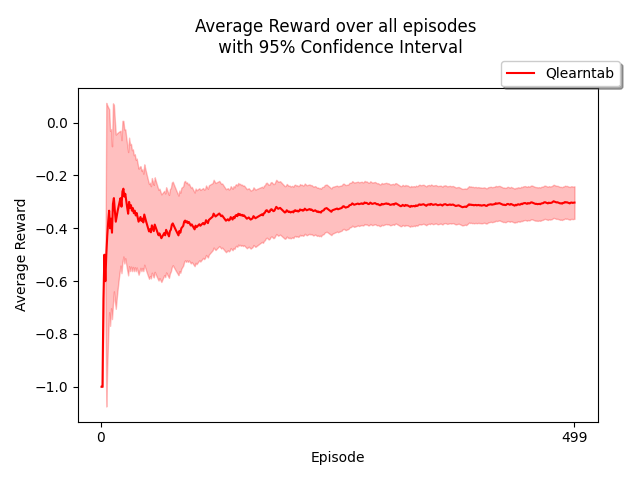 Average Reward over all episodes
with 95% Confidence Interval
Qlearntab
0.0
−0.2
−0.4
−0.6
−0.8
−1.0
Average Reward
0
499
Episode